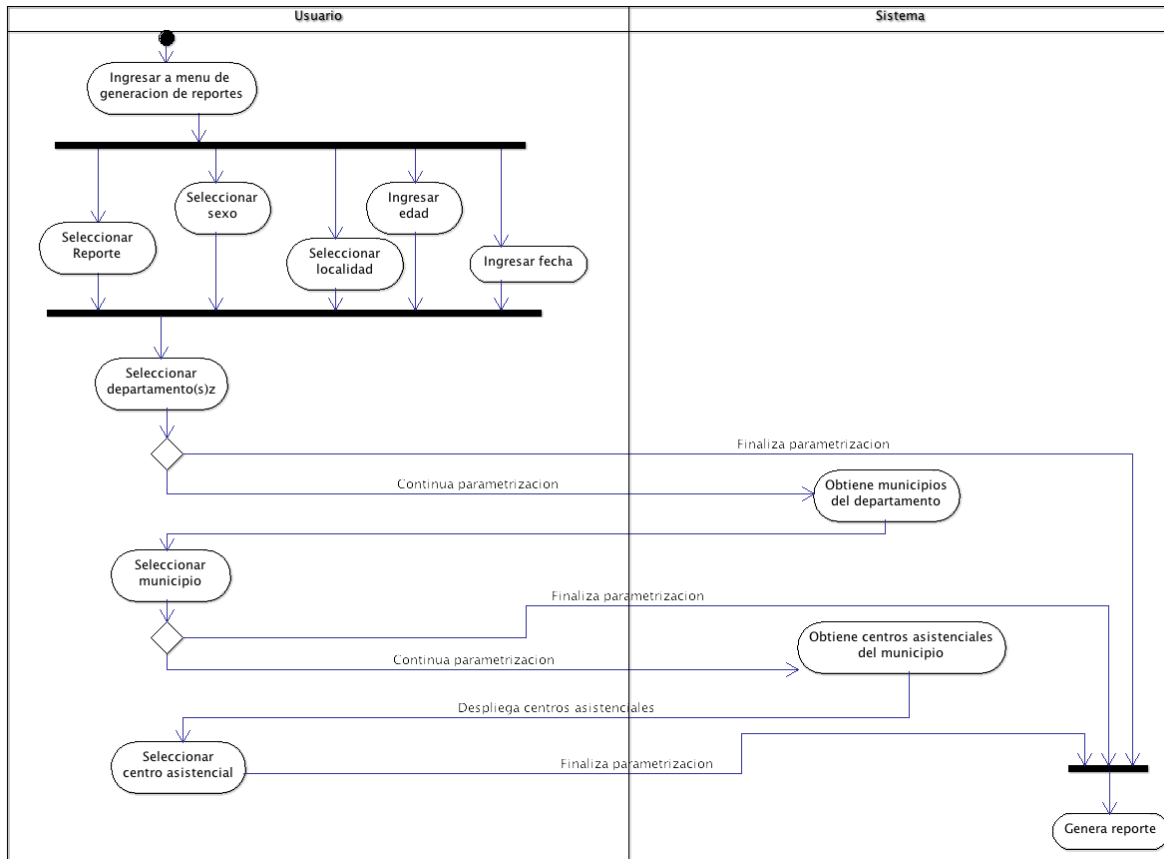 Usuario
Sistema
Ingresar a menu de
generacion de reportes
Seleccionar
Reporte
Seleccionar
sexo
Seleccionar
localidad
Ingresar
edad
Ingresar fecha
Seleccionar
departamento(s)z
Finaliza parametrizacion
Continua parametrizacion
Obtiene municipios
del departamento
Seleccionar
municipio
Finaliza parametrizacion
Continua parametrizacion
Obtiene centros asistenciales
del municipio
Despliega centros asistenciales
Seleccionar
centro asistencial
Finaliza parametrizacion
Genera reporte